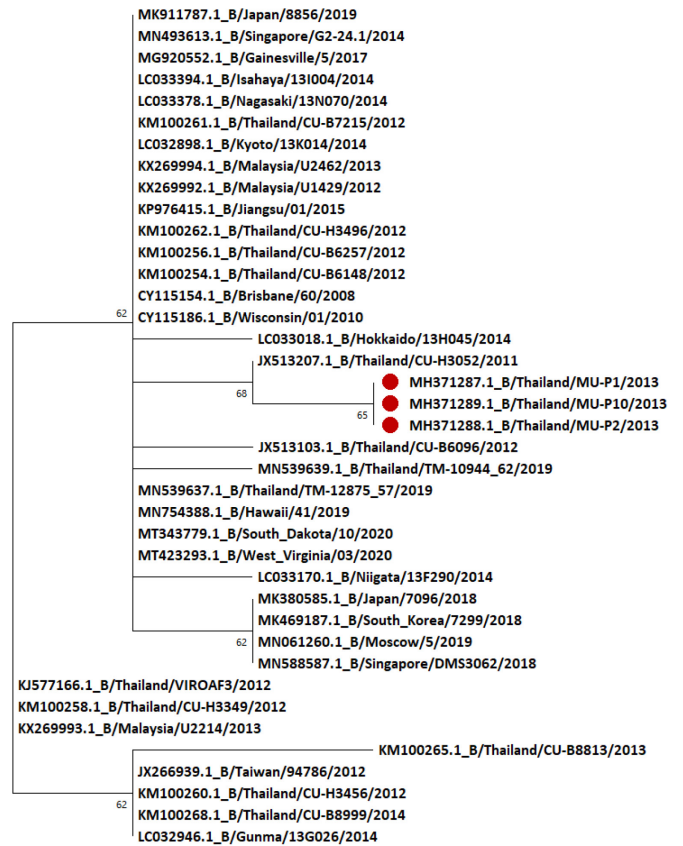 MK911787.1_B/Japan/8856/2019
MN493613.1_B/Singapore/G2-24.1/2014
MG920552.1_B/Gainesville/5/2017
LC033394.1_B/Isahaya/13I004/2014
LC033378.1_B/Nagasaki/13N070/2014
KM100261.1_B/Thailand/CU-B7215/2012
LC032898.1_B/Kyoto/13K014/2014
KX269994.1_B/Malaysia/U2462/2013
KX269992.1_B/Malaysia/U1429/2012
KP976415.1_B/Jiangsu/01/2015
KM100262.1_B/Thailand/CU-H3496/2012
KM100256.1_B/Thailand/CU-B6257/2012
KM100254.1_B/Thailand/CU-B6148/2012
CY115154.1_B/Brisbane/60/2008
62
CY115186.1_B/Wisconsin/01/2010
LC033018.1_B/Hokkaido/13H045/2014
JX513207.1_B/Thailand/CU-H3052/2011
MH371287.1_B/Thailand/MU-P1/2013
68
MH371289.1_B/Thailand/MU-P10/2013
65
MH371288.1_B/Thailand/MU-P2/2013
JX513103.1_B/Thailand/CU-B6096/2012
MN539639.1_B/Thailand/TM-10944_62/2019
MN539637.1_B/Thailand/TM-12875_57/2019
MN754388.1_B/Hawaii/41/2019
MT343779.1_B/South_Dakota/10/2020
MT423293.1_B/West_Virginia/03/2020
LC033170.1_B/Niigata/13F290/2014
MK380585.1_B/Japan/7096/2018
MK469187.1_B/South_Korea/7299/2018
62
MN061260.1_B/Moscow/5/2019
MN588587.1_B/Singapore/DMS3062/2018
KJ577166.1_B/Thailand/VIROAF3/2012
KM100258.1_B/Thailand/CU-H3349/2012
KX269993.1_B/Malaysia/U2214/2013
KM100265.1_B/Thailand/CU-B8813/2013
JX266939.1_B/Taiwan/94786/2012
KM100260.1_B/Thailand/CU-H3456/2012
62
KM100268.1_B/Thailand/CU-B8999/2014
LC032946.1_B/Gunma/13G026/2014